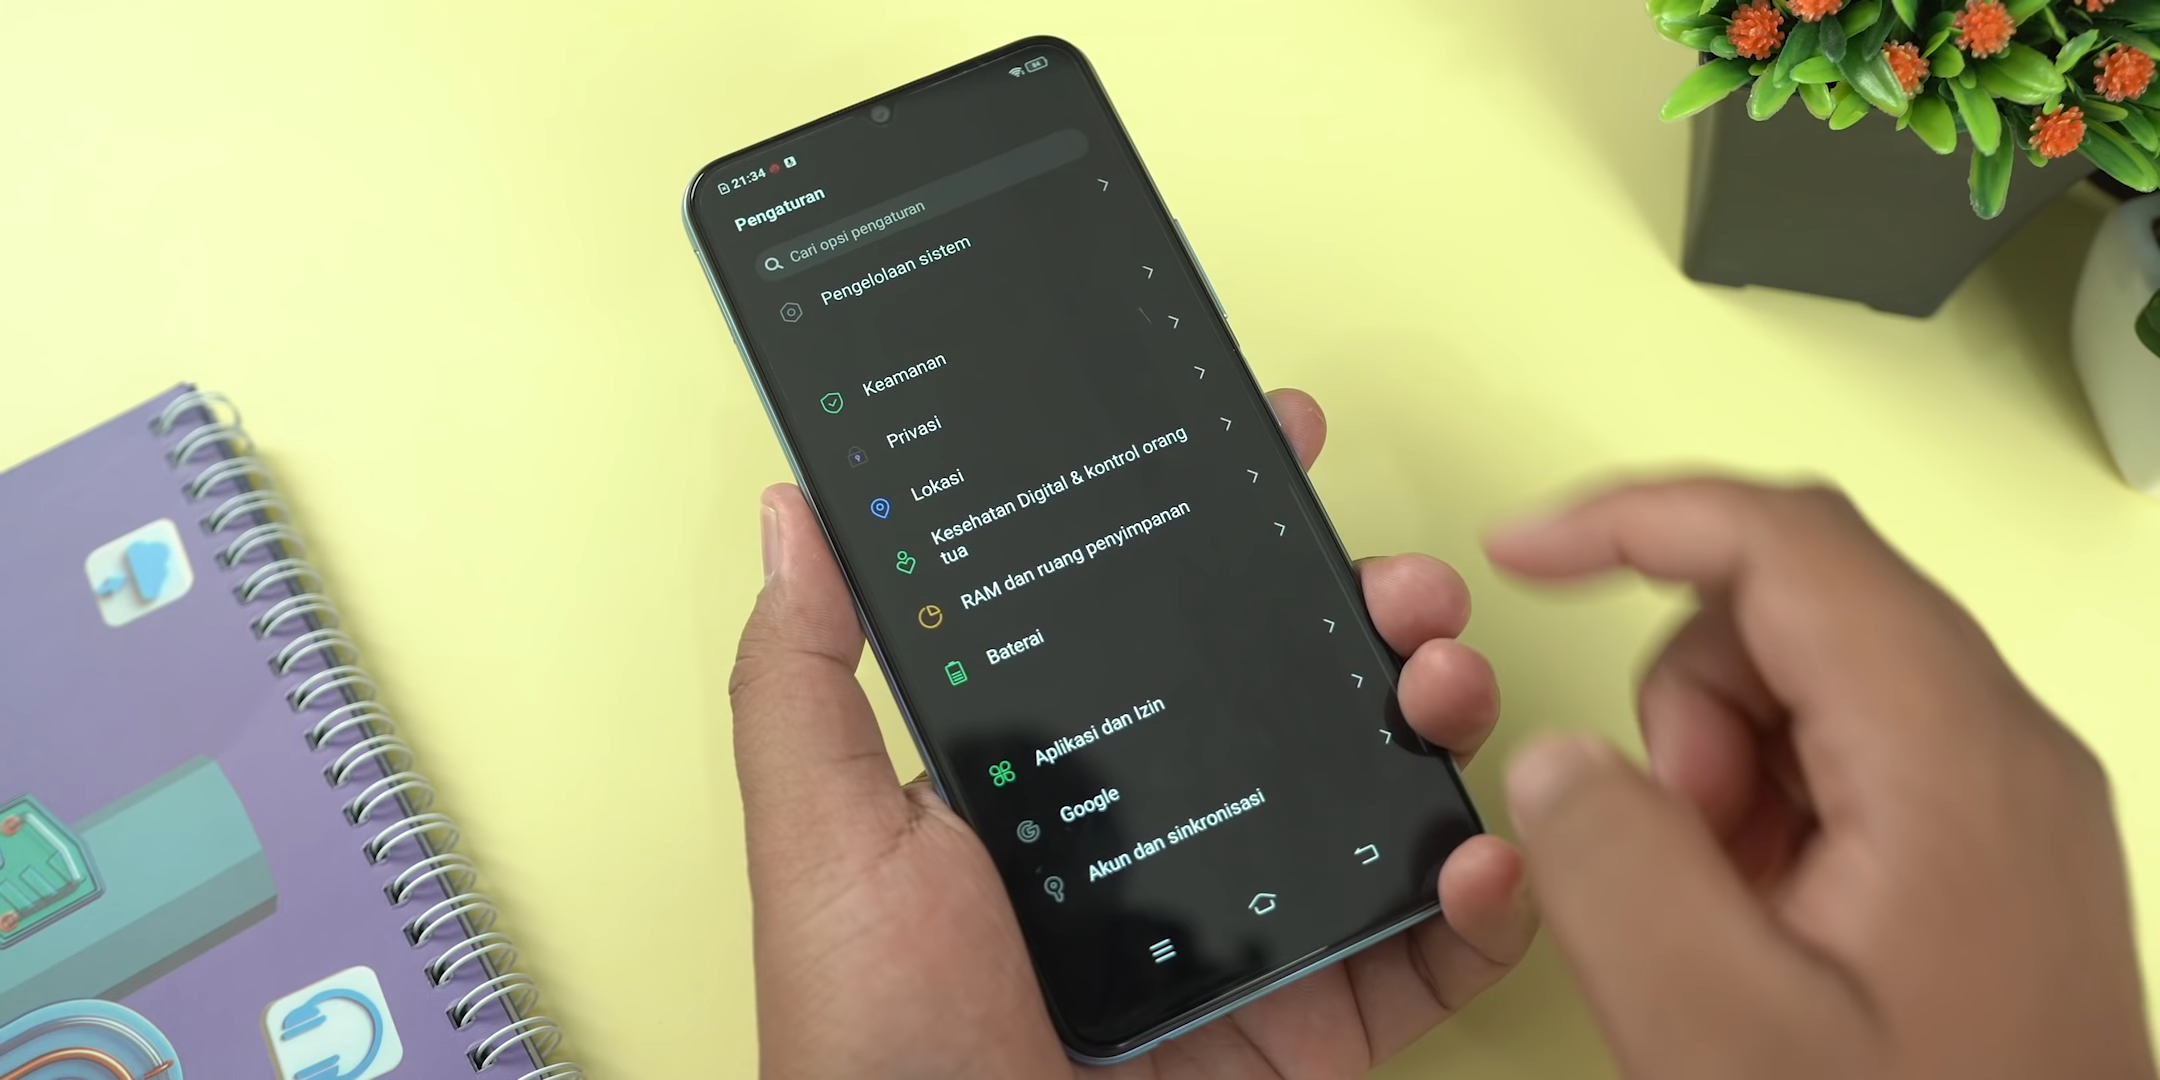 21:34
Pengaturan
Cari opsi pengaturan
Pengelolaan sistem
Keamanan
Privasi
Lokasi
Kesehatan Digital & kontrol orang
tua
RAM dan ruang penyimpanan
Baterai
Aplikasi dan Izin
Google
Akun dan sinkronisasi